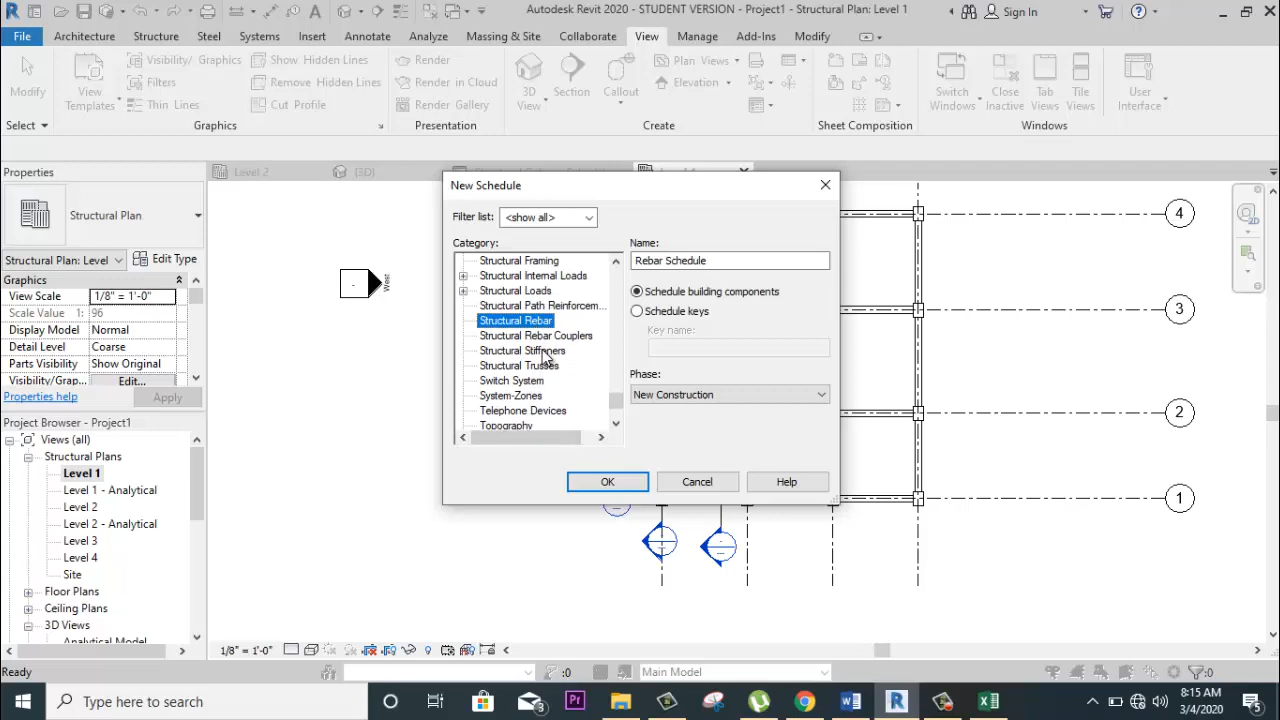 Autodesk Revit 2020 - STUDENT VERSION - Project1 - Structural Plan: Level 1
Sign In
File Architecture Structure Steel Systems Insert Annotate Analyze Massing & Site Collaborate View Manage Add-Ins Modify
Modify
View Templates
Visibility/ Graphics
Filters
Thin Lines
Show Hidden Lines
Remove Hidden Lines
Cut Profile
Render
Render in Cloud
Render Gallery
3D View
Section
Callout
Plan Views
Elevation
Switch Windows
Close Inactive
Tab Views
Tile Views
User Interface
Select Graphics Presentation Create Sheet Composition Windows
Properties
Level 2
(3D)
Structural Plan
Structural Plan: Level
Edit Type
Graphics
View Scale 1/8" = 1'-0"
Scale Value 1: 96
Display Model Normal
Detail Level Coarse
Parts Visibility Show Original
Visibility/Grap... Edit...
Properties help Apply
Project Browser - Project1
Views (all)
Structural Plans
Level 1
Level 1 - Analytical
Level 2
Level 2 - Analytical
Level 3
Level 4
Site
Floor Plans
Ceiling Plans
3D Views
Analytical Model
West
New Schedule
Filter list: <show all>
Category:
Structural Framing
Structural Internal Loads
Structural Loads
Structural Path Reinforcem...
Structural Rebar
Structural Rebar Couplers
Structural Stiffeners
Structural Trusses
Switch System
System-Zones
Telephone Devices
Topography
Name:
Rebar Schedule
Schedule building components
Schedule keys
Key name:
Phase:
New Construction
OK Cancel Help
4
3
2
1
1/8" = 1'-0"
Ready
:0
Main Model
:0
Type here to search
3
Pr
8:15 AM
3/4/2020
5